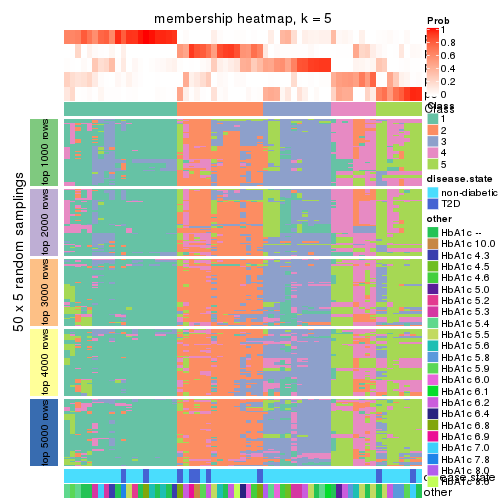 membership heatmap, k = 5
50 x 5 random samplings
top 1000 rows
top 2000 rows
top 3000 rows
top 4000 rows
top 5000 rows
Prob
1
0.8
0.6
0.4
0.2
0
Class
Class
1
2
3
4
5
disease.state
non-diabetic
T2D
other
HbA1c --
HbA1c 10.0
HbA1c 4.3
HbA1c 4.5
HbA1c 4.6
HbA1c 5.0
HbA1c 5.2
HbA1c 5.3
HbA1c 5.4
HbA1c 5.5
HbA1c 5.6
HbA1c 5.8
HbA1c 5.9
HbA1c 6.0
HbA1c 6.1
HbA1c 6.2
HbA1c 6.4
HbA1c 6.8
HbA1c 6.9
HbA1c 7.0
HbA1c 7.8
HbA1c 8.0
HbA1c 8.6
other